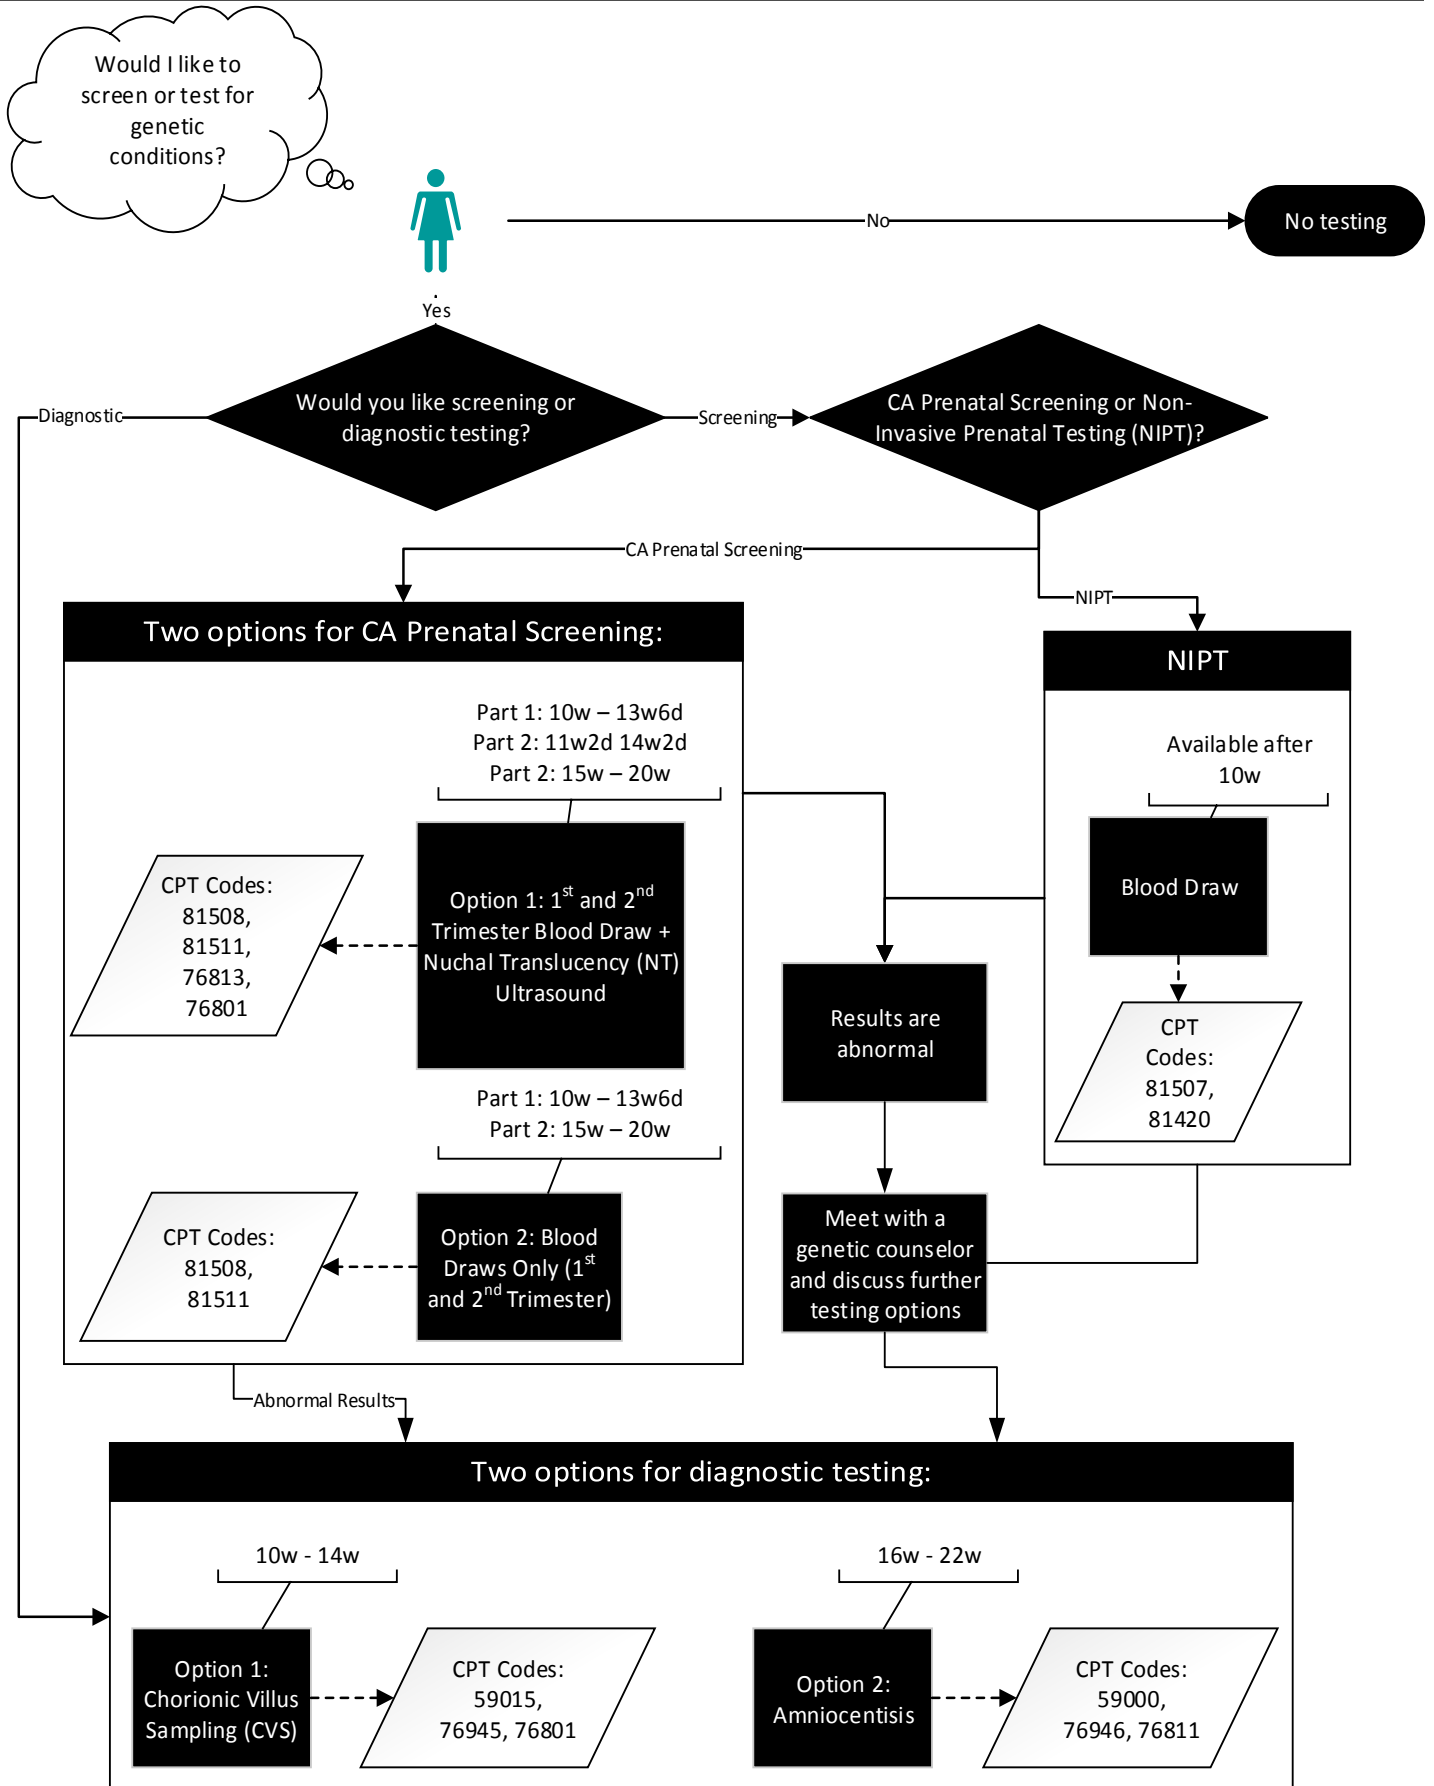 Would I like to
screen or test for
genetic
conditions?
No
No testing
Yes
Would you like screening or
diagnostic testing?
Diagnostic
Screening
CA Prenatal Screening or Non-
Invasive Prenatal Testing (NIPT)?
CA Prenatal Screening
NIPT
Two options for CA Prenatal Screening:
Part 1: 10w – 13w6d
Part 2: 11w2d 14w2d
Part 2: 15w – 20w
Option 1: 1st and 2nd
Trimester Blood Draw +
Nuchal Translucency (NT)
Ultrasound
CPT Codes:
81508,
81511,
76813,
76801
Part 1: 10w – 13w6d
Part 2: 15w – 20w
Option 2: Blood
Draws Only (1st
and 2nd Trimester)
CPT Codes:
81508,
81511
NIPT
Available after
10w
Blood Draw
CPT
Codes:
81507,
81420
Results are
abnormal
Meet with a
genetic counselor
and discuss further
testing options
Abnormal Results
Two options for diagnostic testing:
10w - 14w
Option 1:
Chorionic Villus
Sampling (CVS)
CPT Codes:
59015,
76945, 76801
16w - 22w
Option 2:
Amniocentisis
CPT Codes:
59000,
76946, 76811